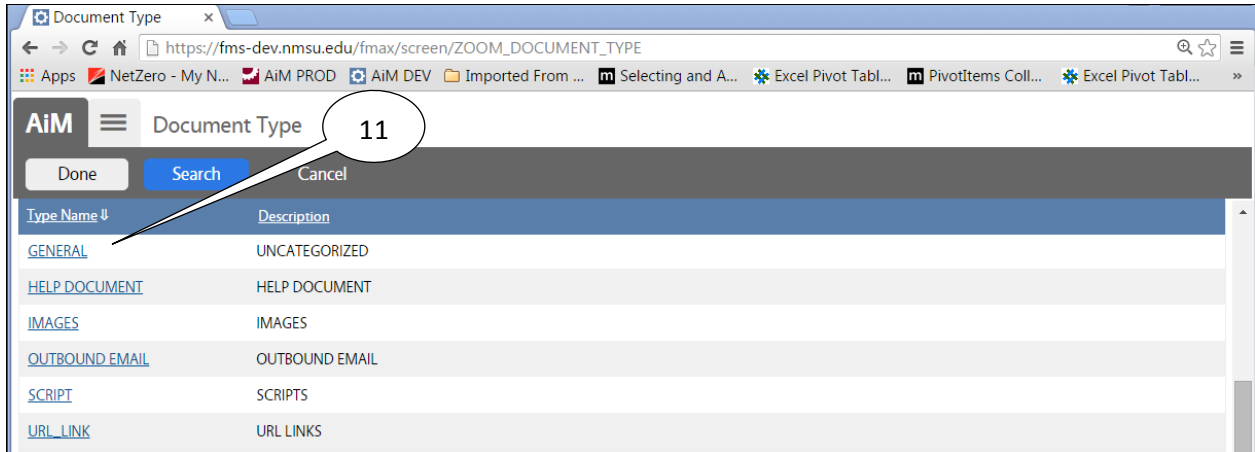 Document Type ×
https://fms-dev.nmsu.edu/fmax/screen/ZOOM_DOCUMENT_TYPE
Apps NetZero - My N... AiM PROD AiM DEV Imported From ... Selecting and A... Excel Pivot Tabl... PivotItems Coll... Excel Pivot Tabl... »
AiM Document Type 11
Done Search Cancel
Type Name⇓ Description
GENERAL UNCATEGORIZED
HELP DOCUMENT HELP DOCUMENT
IMAGES IMAGES
OUTBOUND EMAIL OUTBOUND EMAIL
SCRIPT SCRIPTS
URL_LINK URL LINKS